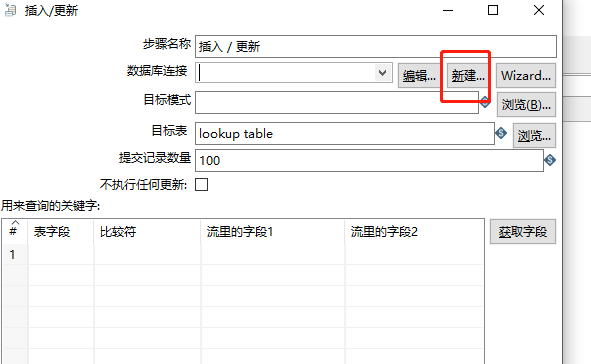 插入/更新
步骤名称 插入 / 更新
数据库连接 编辑... 新建... Wizard...
目标模式 浏览(B)...
目标表 lookup table 浏览...
提交记录数量 100
不执行任何更新:
用来查询的关键字:
# 表字段 比较符 流里的字段1 流里的字段2 获取字段
1